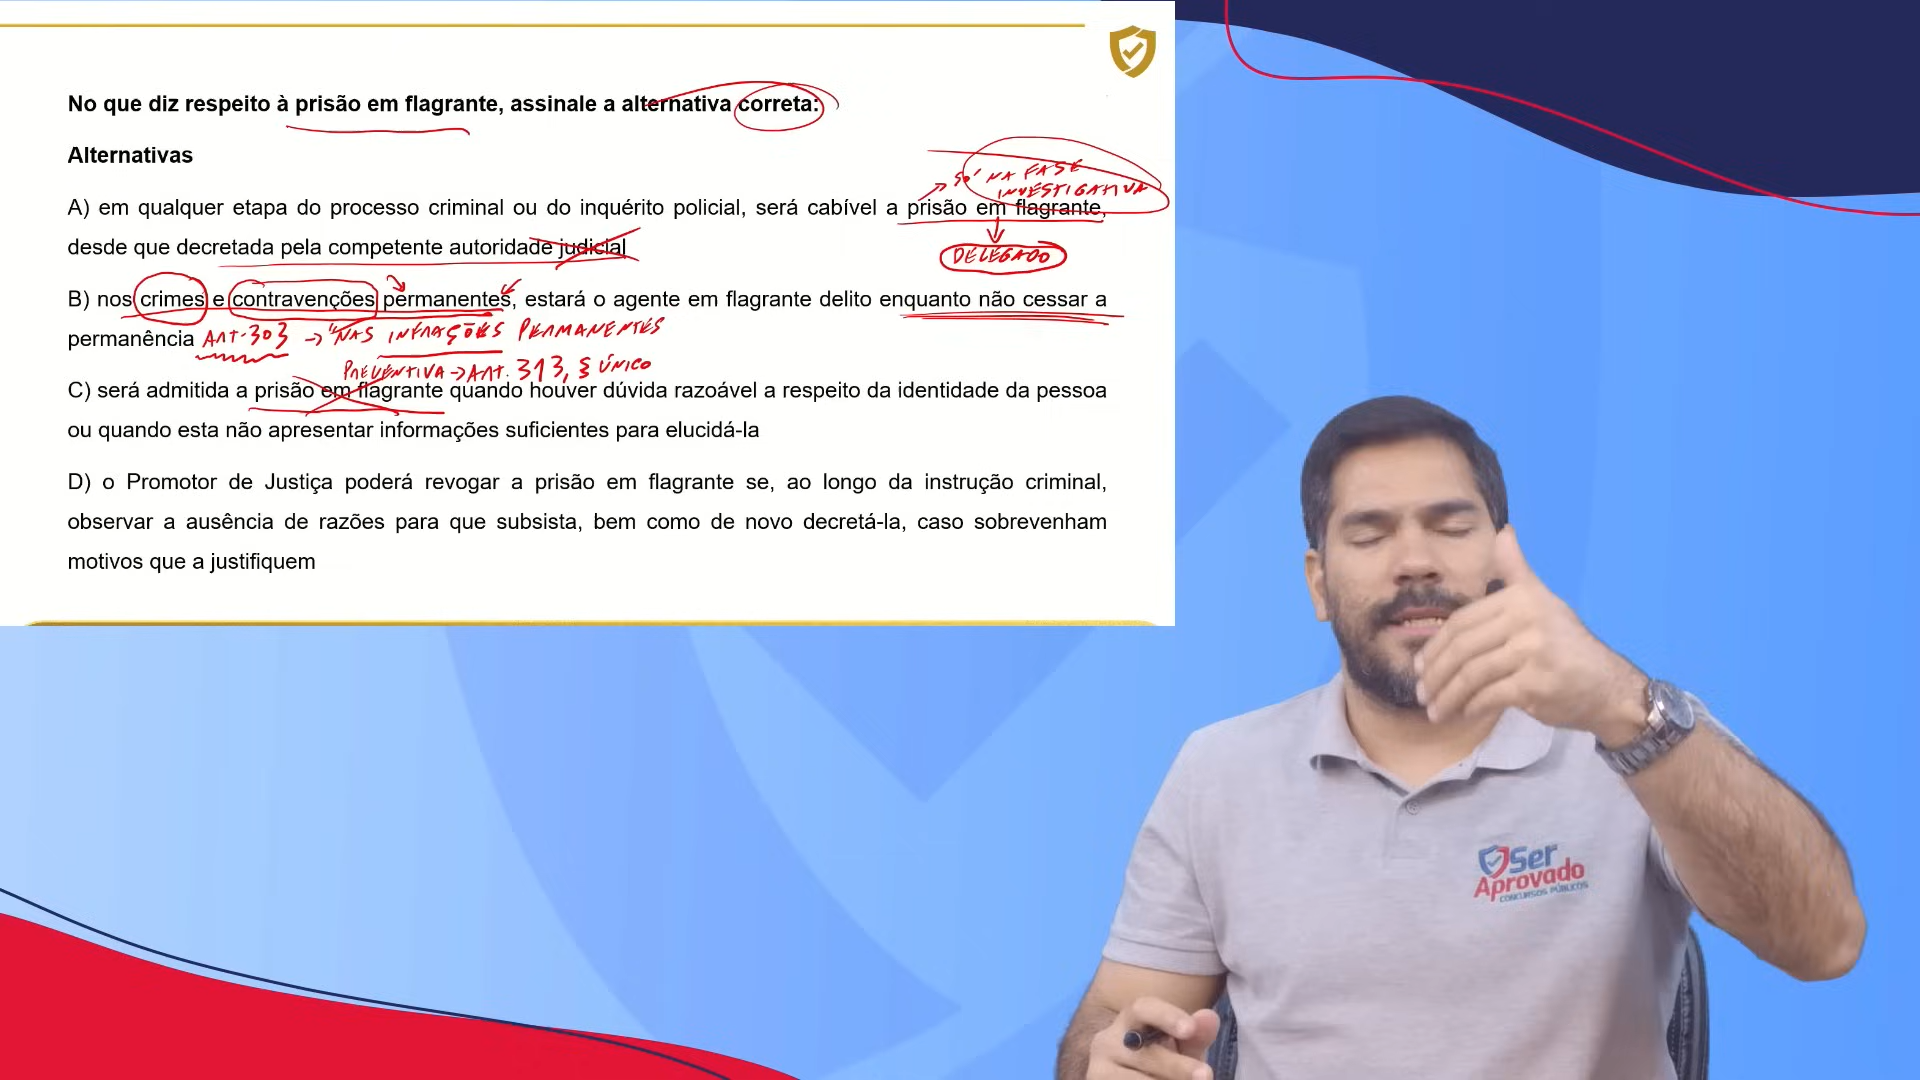 No que diz respeito à prisão em flagrante, assinale a alternativa correta:
Alternativas
SÓ NA FASE
INVESTIGATIVA
A) em qualquer etapa do processo criminal ou do inquérito policial, será cabível a prisão em flagrante,
desde que decretada pela competente autoridade judicial
DELEGADO
B) nos crimes e contravenções permanentes, estará o agente em flagrante delito enquanto não cessar a
permanência ART. 303 → "NAS INFRAÇÕES PERMANENTES
PREVENTIVA → ART. 313, § ÚNICO
C) será admitida a prisão em flagrante quando houver dúvida razoável a respeito da identidade da pessoa
ou quando esta não apresentar informações suficientes para elucidá-la
D) o Promotor de Justiça poderá revogar a prisão em flagrante se, ao longo da instrução criminal,
observar a ausência de razões para que subsista, bem como de novo decretá-la, caso sobrevenham
motivos que a justifiquem
Ser
Aprovado
CONCURSOS PÚBLICOS